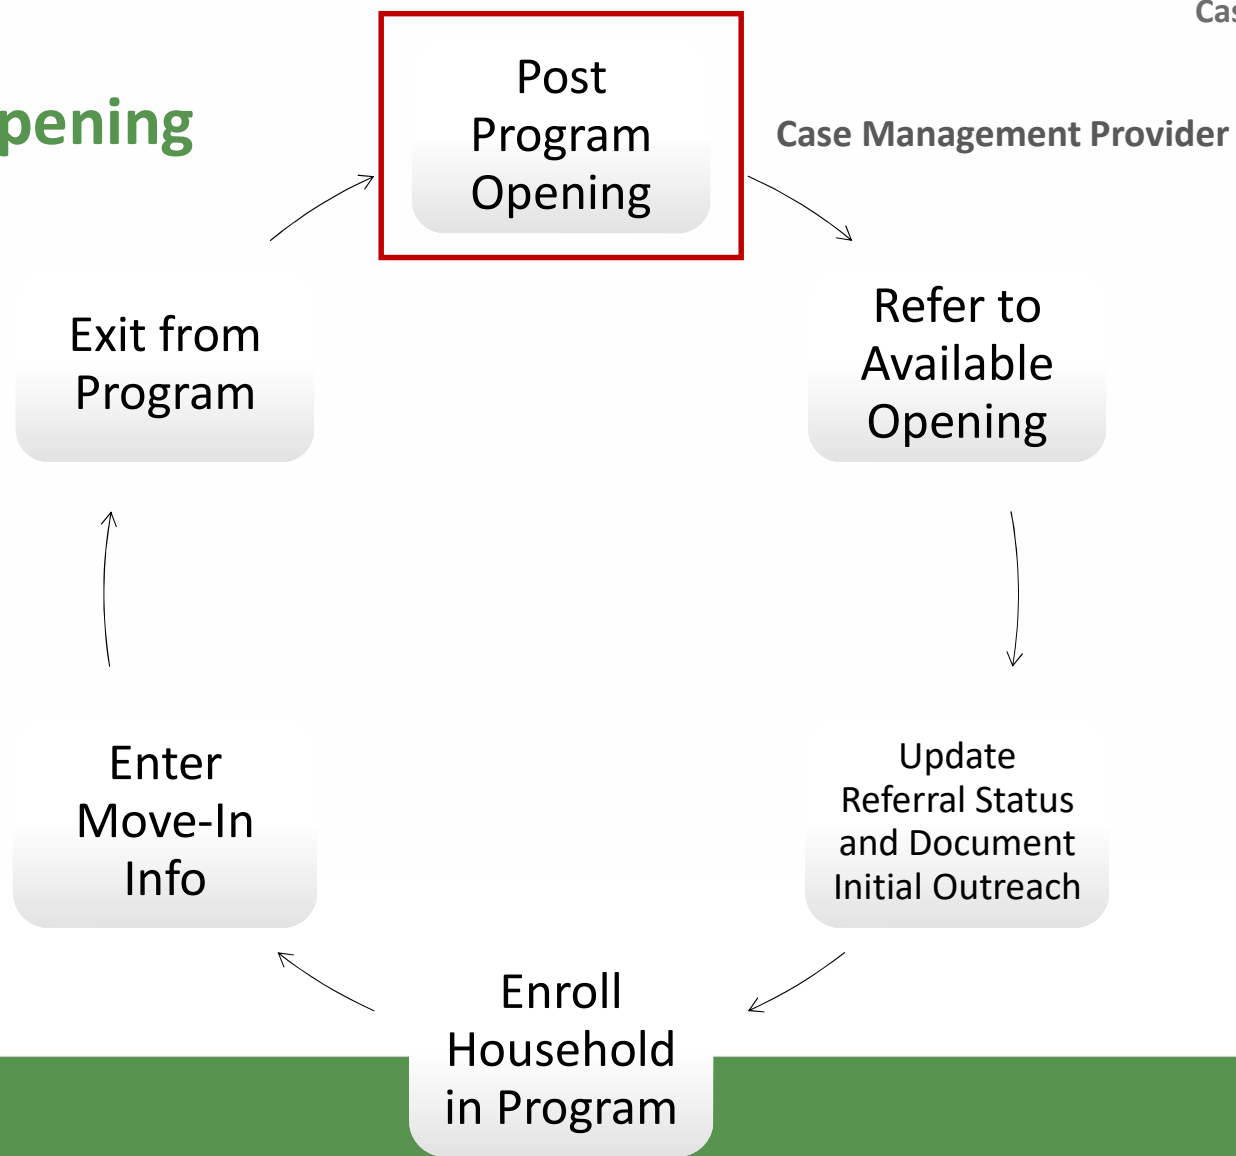 Post
Program
Opening
Case Management Provider
Refer to
Available
Opening
Update
Referral Status
and Document
Initial Outreach
Enroll
Household
in Program
Enter
Move-In
Info
Exit from
Program